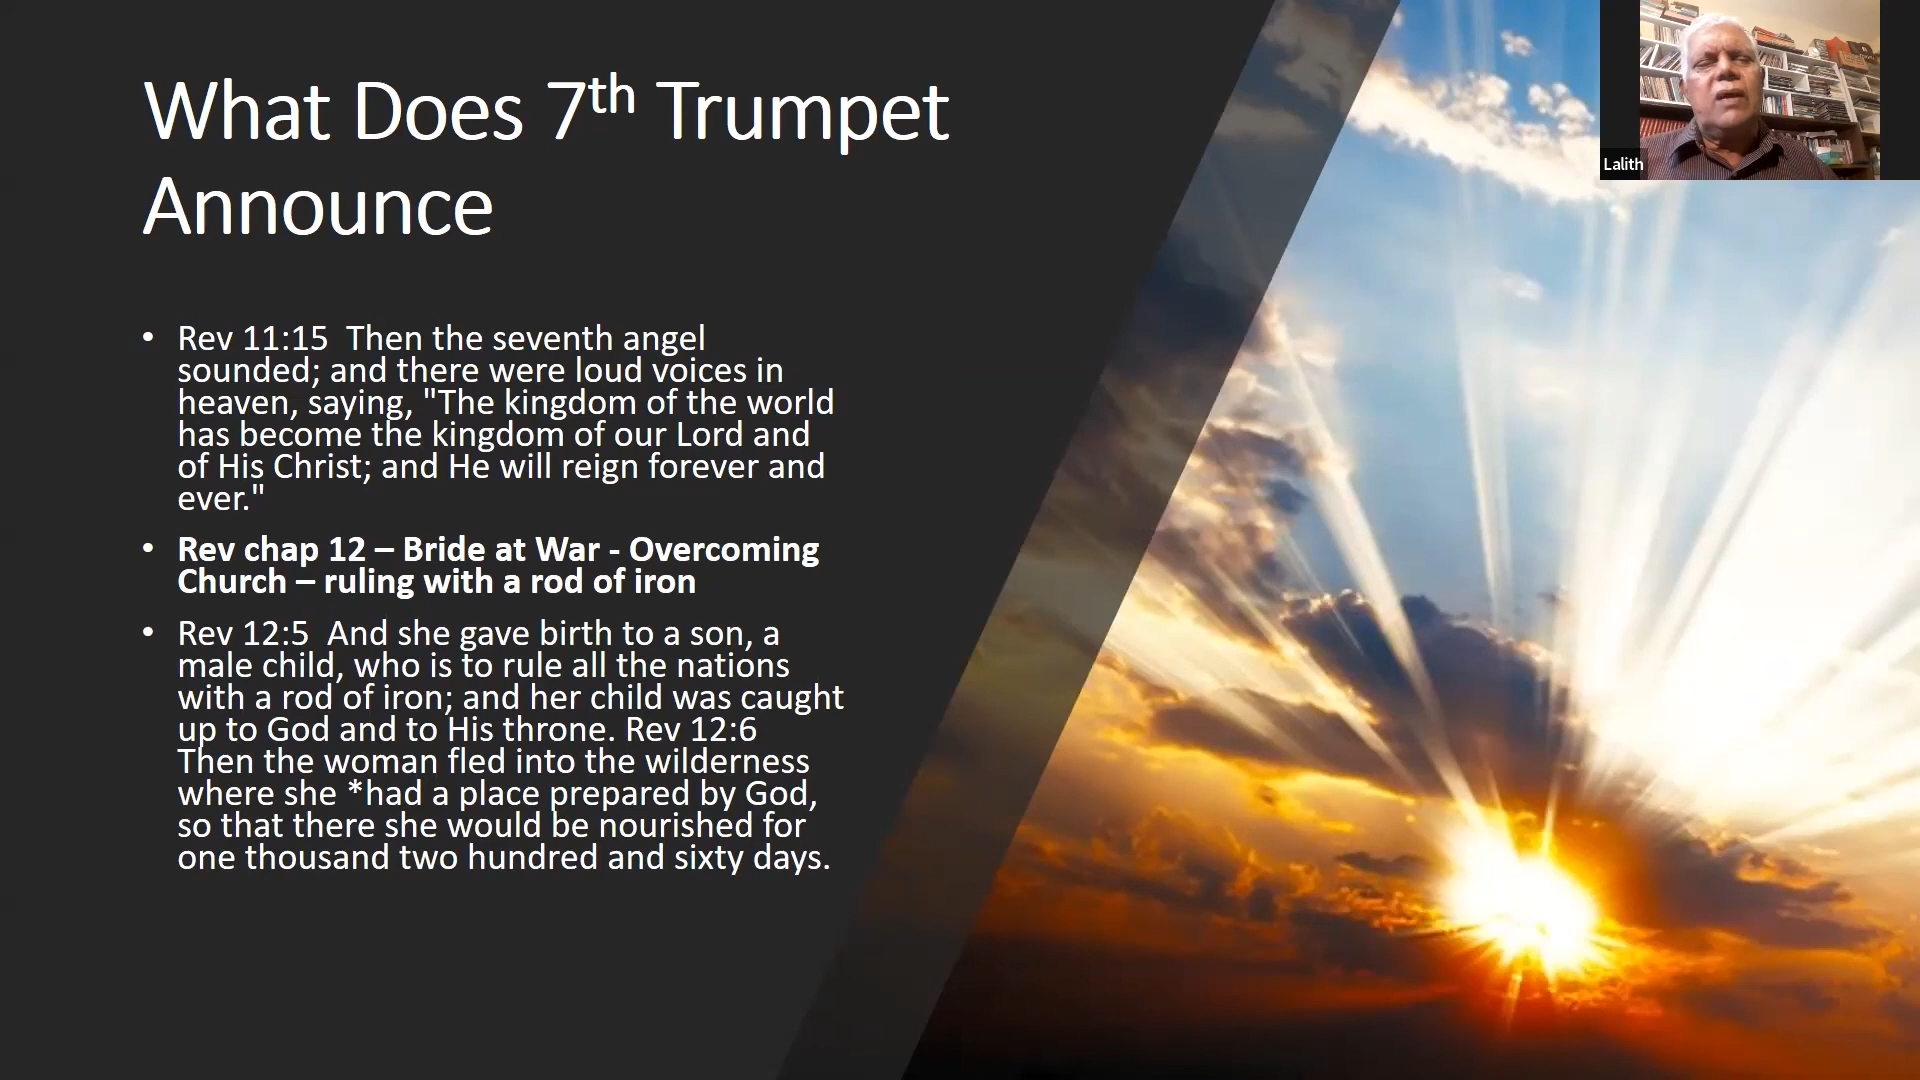 What Does 7th Trumpet
Announce
Lalith
• Rev 11:15  Then the seventh angel
sounded; and there were loud voices in
heaven, saying, "The kingdom of the world
has become the kingdom of our Lord and
of His Christ; and He will reign forever and
ever."
• Rev chap 12 – Bride at War - Overcoming
Church – ruling with a rod of iron
• Rev 12:5  And she gave birth to a son, a
male child, who is to rule all the nations
with a rod of iron; and her child was caught
up to God and to His throne. Rev 12:6
Then the woman fled into the wilderness
where she *had a place prepared by God,
so that there she would be nourished for
one thousand two hundred and sixty days.